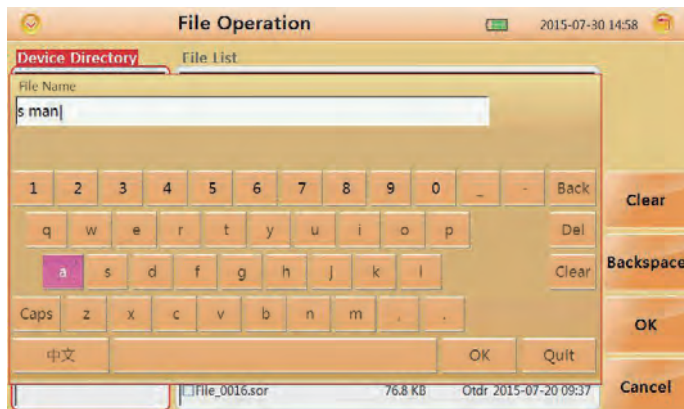 File Operation 2015-07-30 14:58
Device Directory File List
File Name
s man
1 2 3 4 5 6 7 8 9 0 _ - Back
Clear
q w e r t y u i o p Del
a s d f g h j k l Clear
Backspace
Caps z x c v b n m , .
OK
中文 OK Quit
File_0016.sor 76.8 KB Otdr 2015-07-20 09:37
Cancel